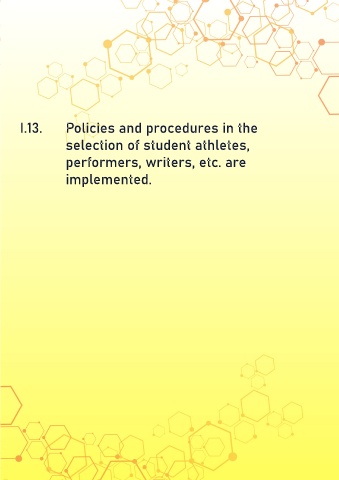 I.13. Policies and procedures in the
selection of student athletes,
performers, writers, etc. are
implemented.